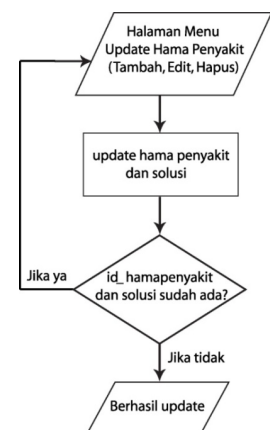 Halaman Menu
Update Hama Penyakit
(Tambah, Edit, Hapus)
update hama penyakit
dan solusi
Jika ya
id_hamapenyakit
dan solusi sudah ada?
Jika tidak
Berhasil update